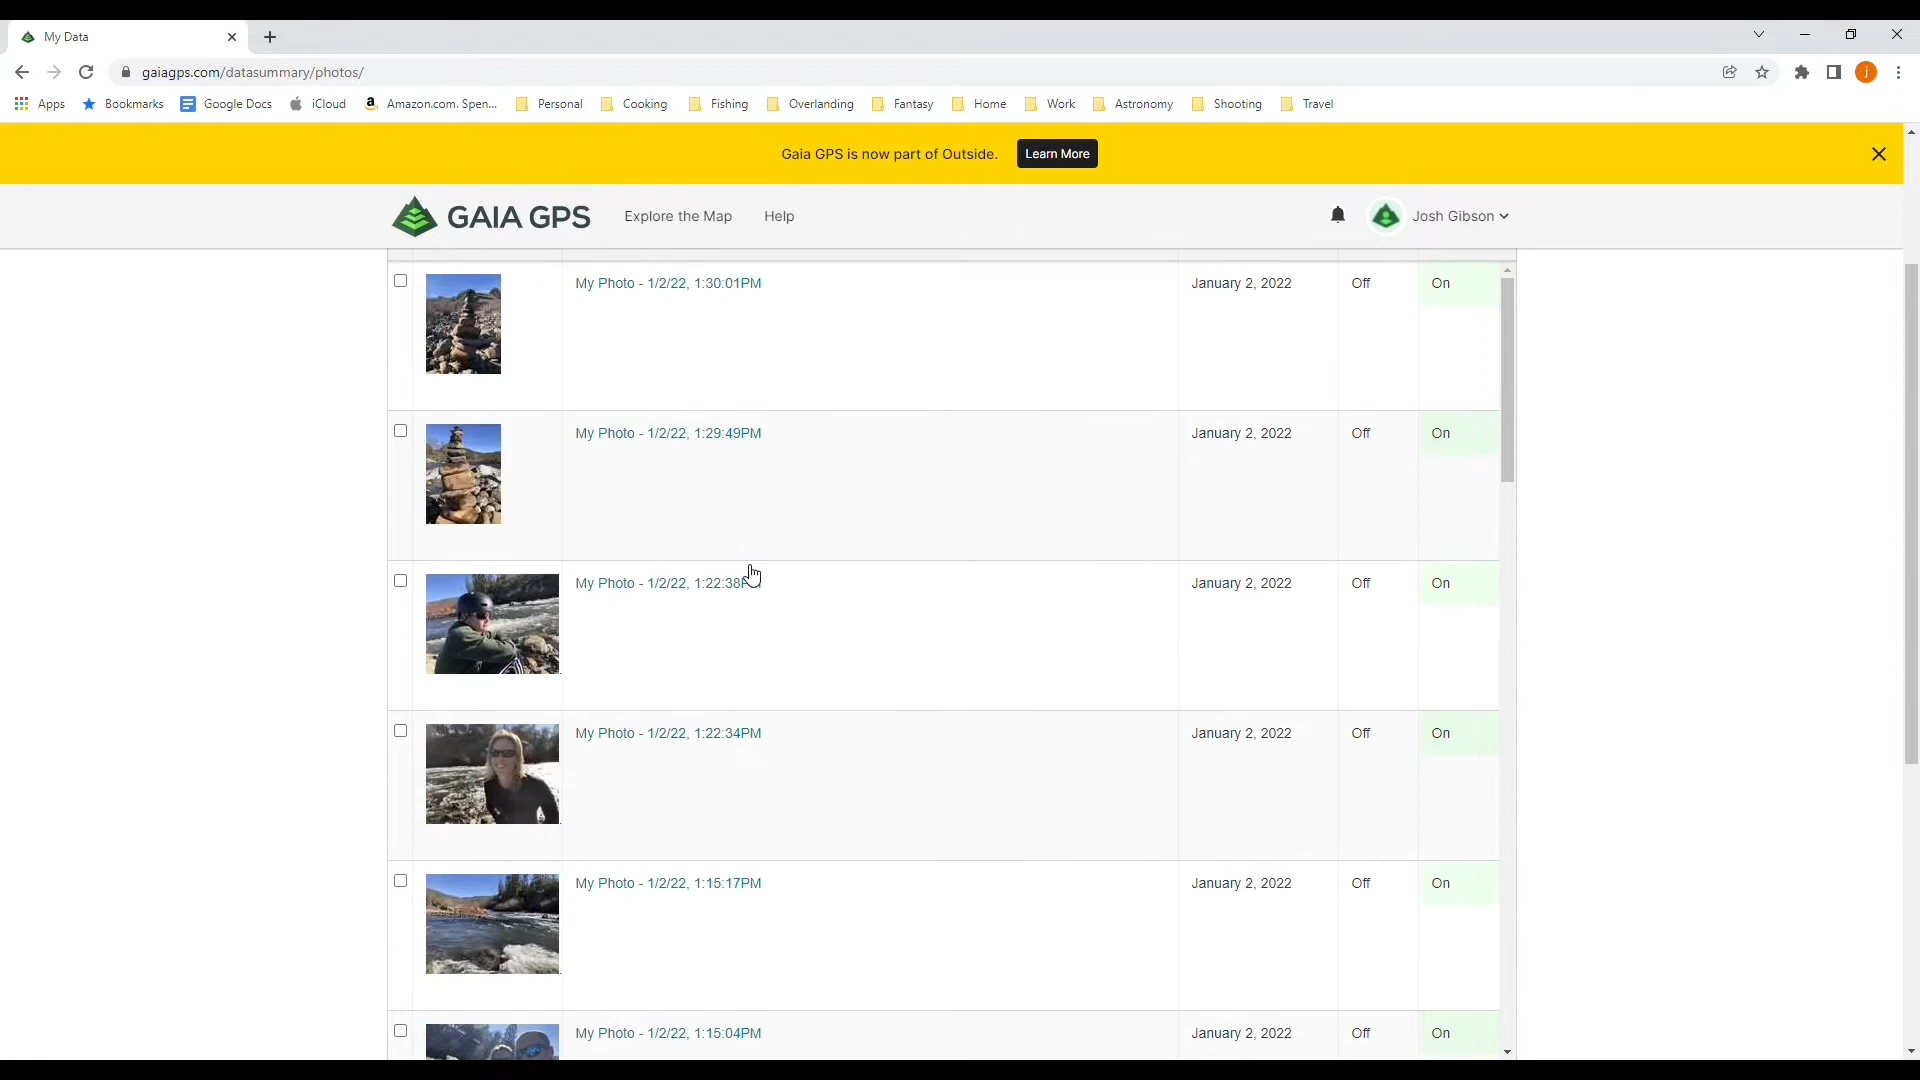 My Data
gaiagps.com/datasummary/photos/
j
Apps Bookmarks Google Docs iCloud Amazon.com. Spen... Personal Cooking Fishing Overlanding Fantasy Home Work Astronomy Shooting Travel
Gaia GPS is now part of Outside. Learn More
GAIA GPS Explore the Map Help Josh Gibson
My Photo - 1/2/22, 1:30:01PM January 2, 2022 Off On
My Photo - 1/2/22, 1:29:49PM January 2, 2022 Off On
My Photo - 1/2/22, 1:22:38PM January 2, 2022 Off On
My Photo - 1/2/22, 1:22:34PM January 2, 2022 Off On
My Photo - 1/2/22, 1:15:17PM January 2, 2022 Off On
My Photo - 1/2/22, 1:15:04PM January 2, 2022 Off On